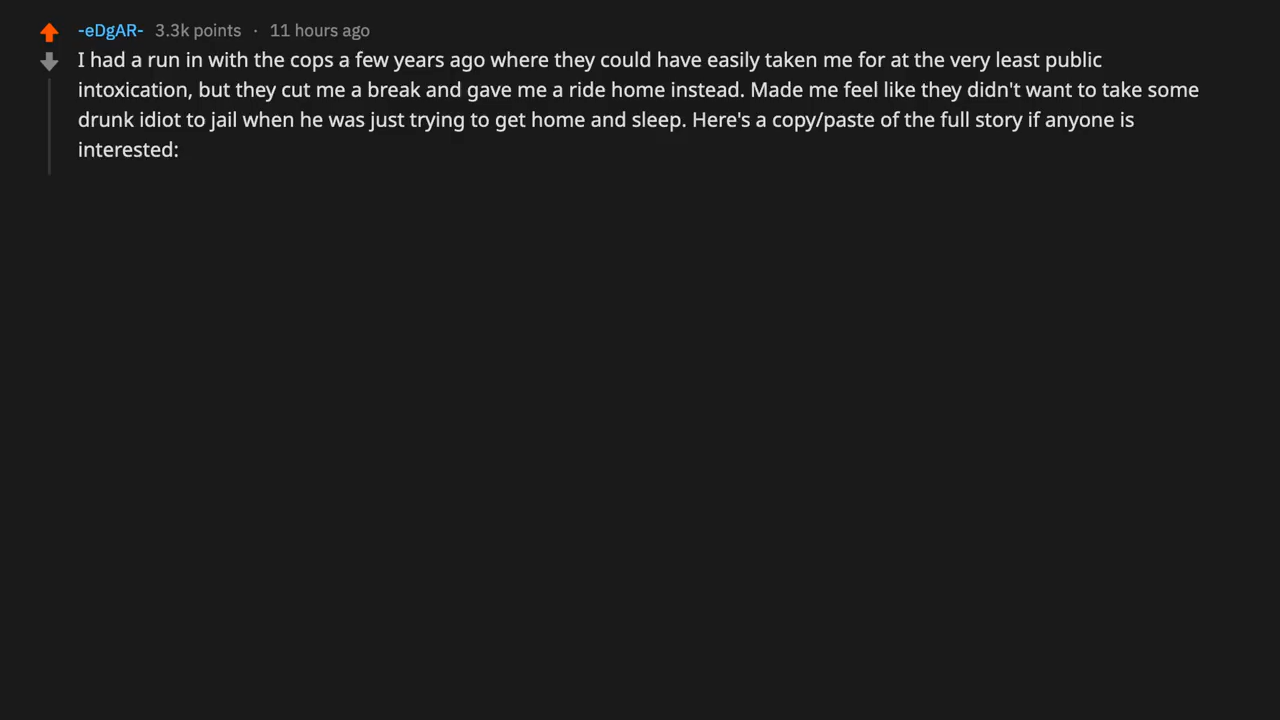 -eDgAR- 3.3k points · 11 hours ago
I had a run in with the cops a few years ago where they could have easily taken me for at the very least public
intoxication, but they cut me a break and gave me a ride home instead. Made me feel like they didn't want to take some
drunk idiot to jail when he was just trying to get home and sleep. Here's a copy/paste of the full story if anyone is
interested: